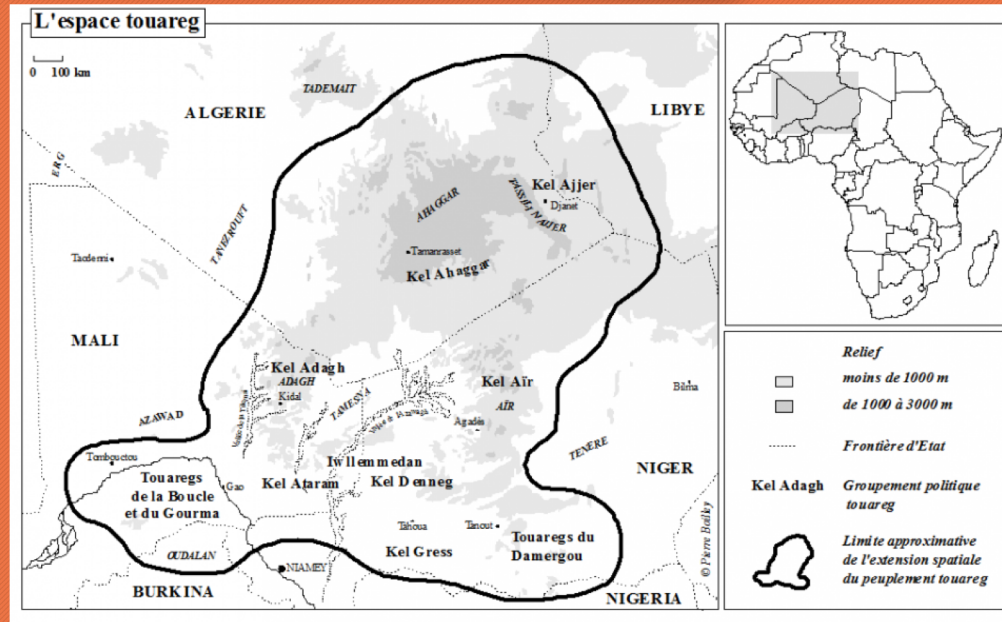 L'espace touareg
0 100 km
TADEMAIT
ALGERIE
LIBYE
ERG
TANEZROUFT
AHAGGAR
Kel Ajjer
Djanet
TASSILI N'AJJER
Taodenni
Tamanrasset
Kel Ahaggar
MALI
Kel Adagh
ADAGH
Kidal
TAMESNA
Kel Aïr
AÏR
Bilma
AZAWAD
Agadès
TENERE
Tombouctou
Iwllemmedan
NIGER
Touaregs
de la Boucle
et du Gourma
Gao
Kel Ataram
Kel Denneg
Tahoua
Tanout
Touaregs du
Damergou
OUDALAN
Kel Gress
NIAMEY
BURKINA
NIGERIA
© Pierre Boilley
Relief
moins de 1000 m
de 1000 à 3000 m
Frontière d'Etat
Kel Adagh Groupement politique
touareg
Limite approximative
de l'extension spatiale
du peuplement touareg